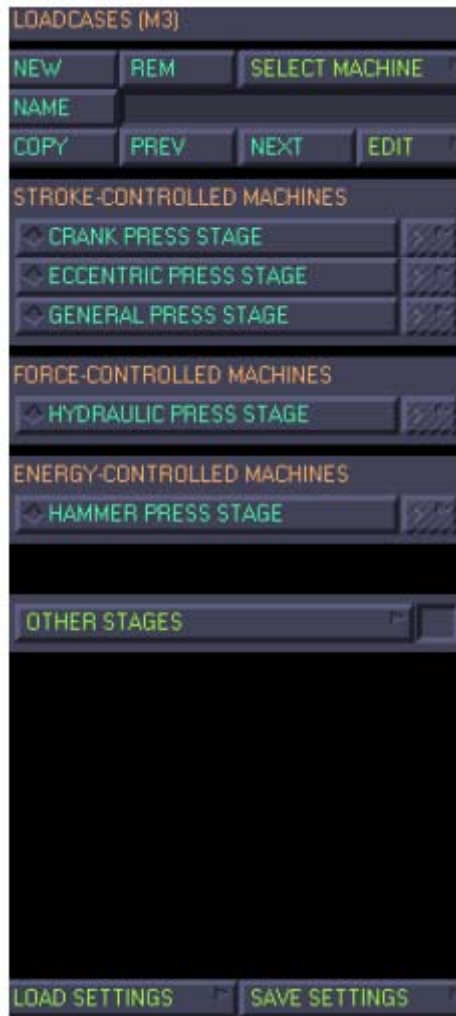 LOADCASES (M3)
NEW REM SELECT MACHINE
NAME
COPY PREV NEXT EDIT
STROKE-CONTROLLED MACHINES
CRANK PRESS STAGE
ECCENTRIC PRESS STAGE
GENERAL PRESS STAGE
FORCE-CONTROLLED MACHINES
HYDRAULIC PRESS STAGE
ENERGY-CONTROLLED MACHINES
HAMMER PRESS STAGE
OTHER STAGES
LOAD SETTINGS SAVE SETTINGS